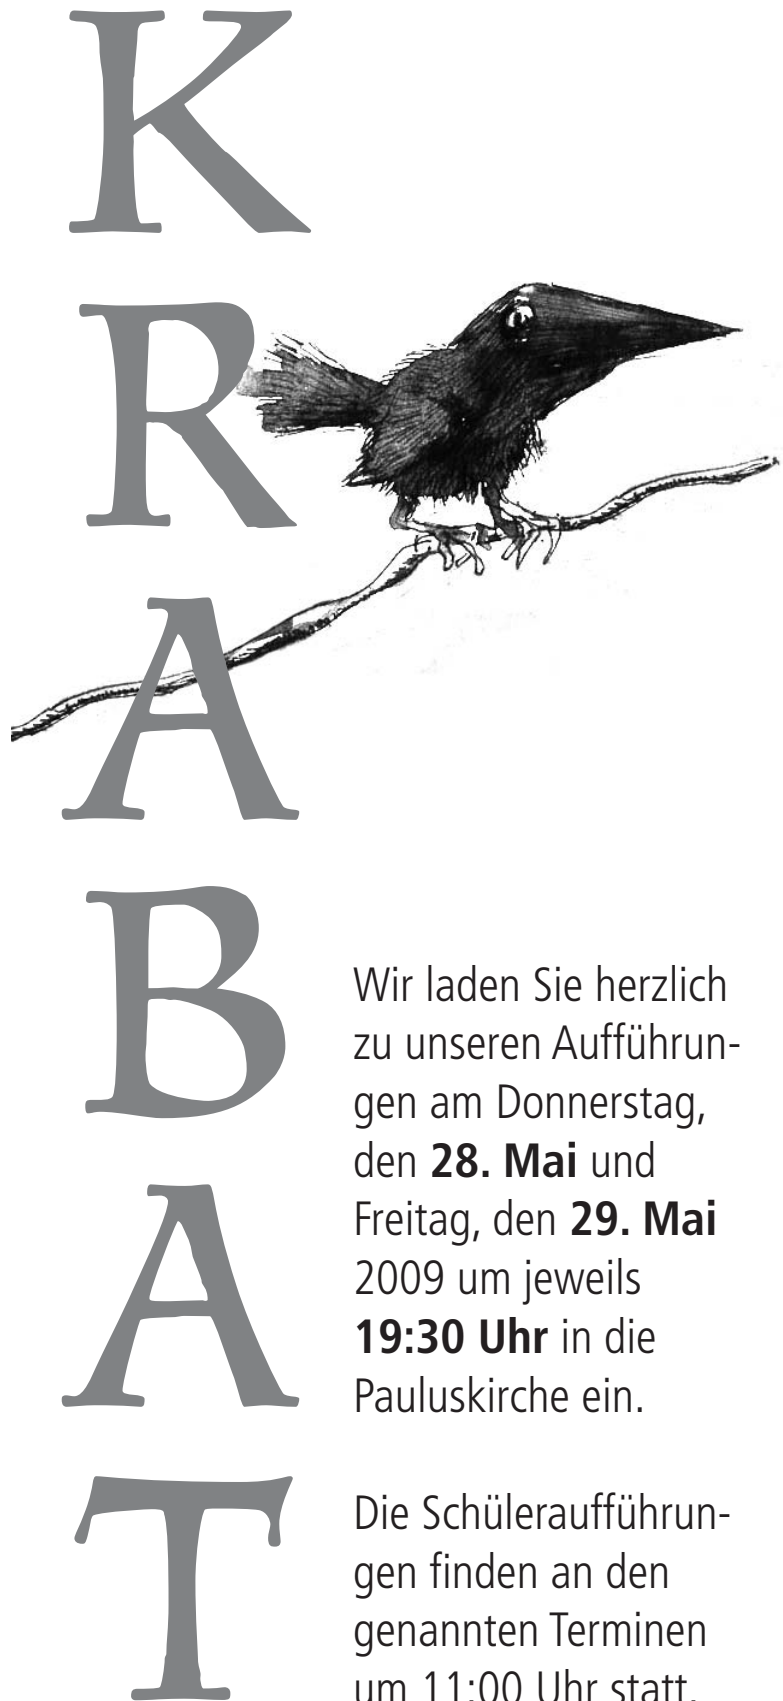 K
R
A
B
A
T
Wir laden Sie herzlich
zu unseren Aufführun-
gen am Donnerstag,
den 28. Mai und
Freitag, den 29. Mai
2009 um jeweils
19:30 Uhr in die
Pauluskirche ein.
Die Schüleraufführun-
gen finden an den
genannten Terminen
um 11:00 Uhr statt.